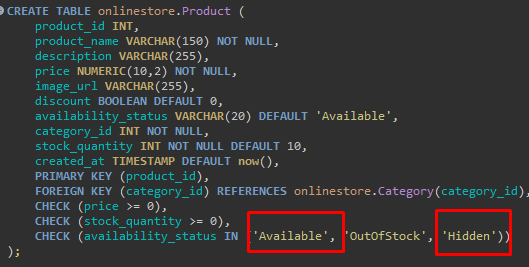 CREATE TABLE onlinestore.Product (
product_id INT,
product_name VARCHAR(150) NOT NULL,
description VARCHAR(255),
price NUMERIC(10,2) NOT NULL,
image_url VARCHAR(255),
discount BOOLEAN DEFAULT 0,
availability_status VARCHAR(20) DEFAULT 'Available',
category_id INT NOT NULL,
stock_quantity INT NOT NULL DEFAULT 10,
created_at TIMESTAMP DEFAULT now(),
PRIMARY KEY (product_id),
FOREIGN KEY (category_id) REFERENCES onlinestore.Category(category_id),
CHECK (price >= 0),
CHECK (stock_quantity >= 0),
CHECK (availability_status IN ('Available', 'OutOfStock', 'Hidden'))
);